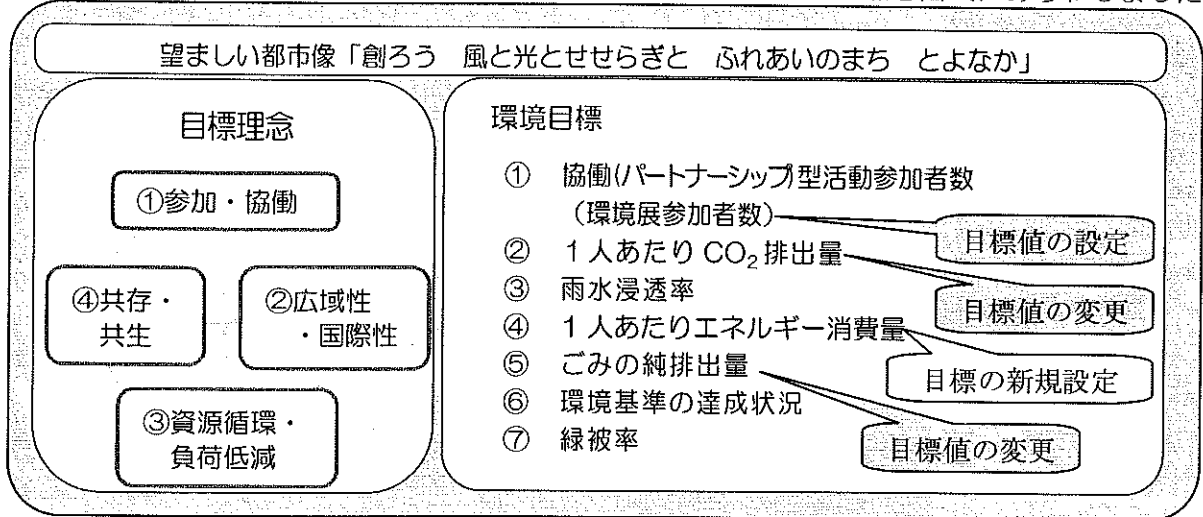 望ましい都市像「創ろう 風と光とせせらぎと ふれあいのまち とよなか」
目標理念
①参加・協働
④共存・
共生
②広域性
・国際性
③資源循環・
負荷低減
環境目標
① 協働(パートナーシップ)型活動参加者数
(環境展参加者数)
目標値の設定
② 1人あたりCO₂排出量
目標値の変更
③ 雨水浸透率
④ 1人あたりエネルギー消費量
目標の新規設定
⑤ ごみの純排出量
目標値の変更
⑥ 環境基準の達成状況
⑦ 緑被率